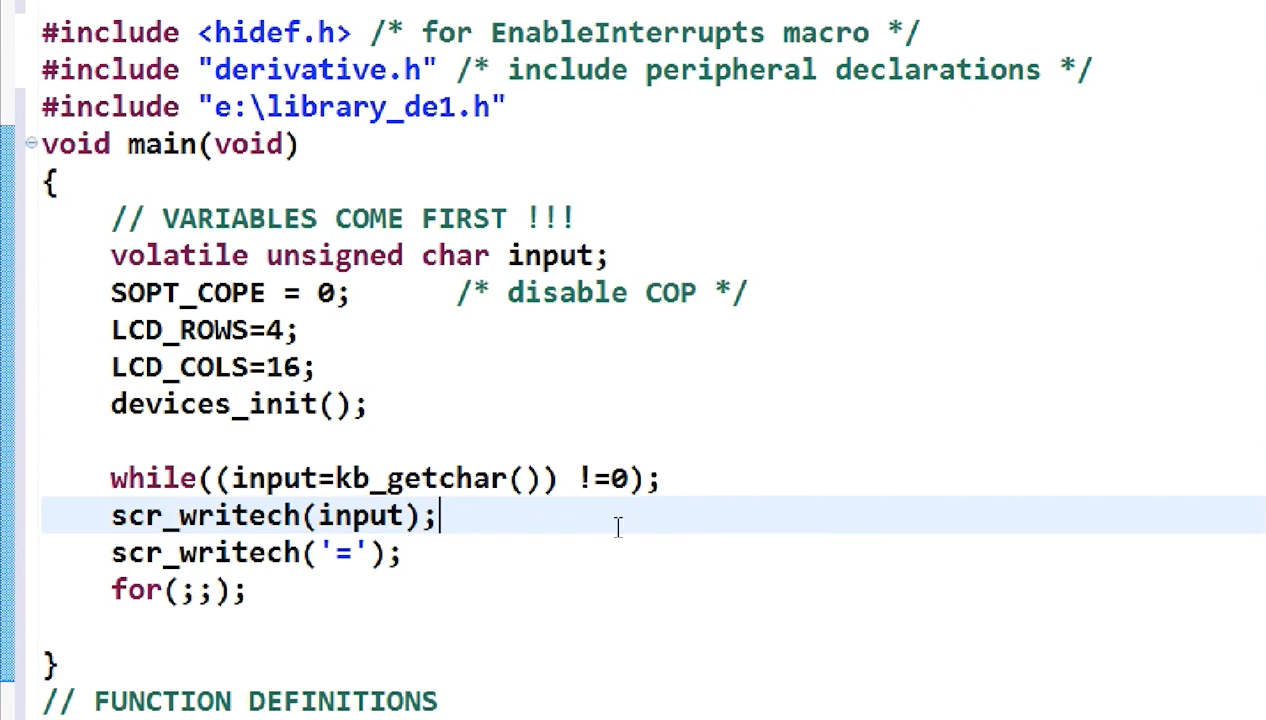 #include <hidef.h> /* for EnableInterrupts macro */
#include "derivative.h" /* include peripheral declarations */
#include "e:\library_de1.h"
void main(void)
{
// VARIABLES COME FIRST !!!
volatile unsigned char input;
SOPT_COPE = 0; /* disable COP */
LCD_ROWS=4;
LCD_COLS=16;
devices_init();
while((input=kb_getchar()) !=0);
scr_writech(input);
scr_writech('=');
for(;;);
}
// FUNCTION DEFINITIONS